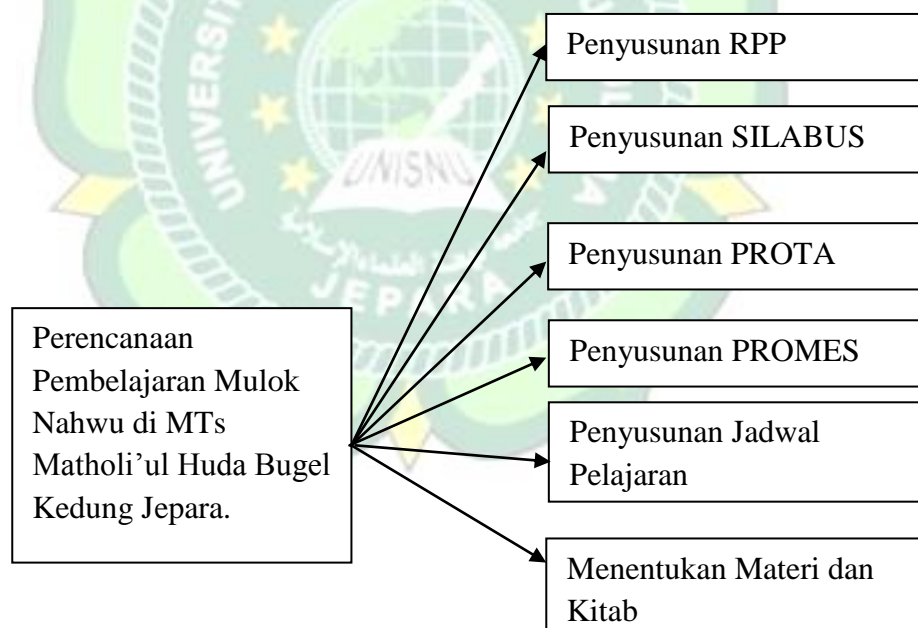 Penyusunan RPP
Penyusunan SILABUS
Penyusunan PROTA
Penyusunan PROMES
Penyusunan Jadwal
Pelajaran
Menentukan Materi dan
Kitab
Perencanaan
Pembelajaran Mulok
Nahwu di MTs
Matholi’ul Huda Bugel
Kedung Jepara.
UNISNU
JEPARA